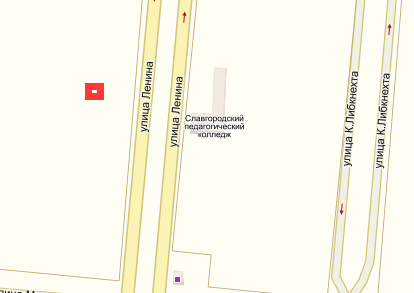 улица Ленина
улица Ленина
Славгородский
педагогический
колледж
улица К.Либкнехта
улица К.Либкнехта